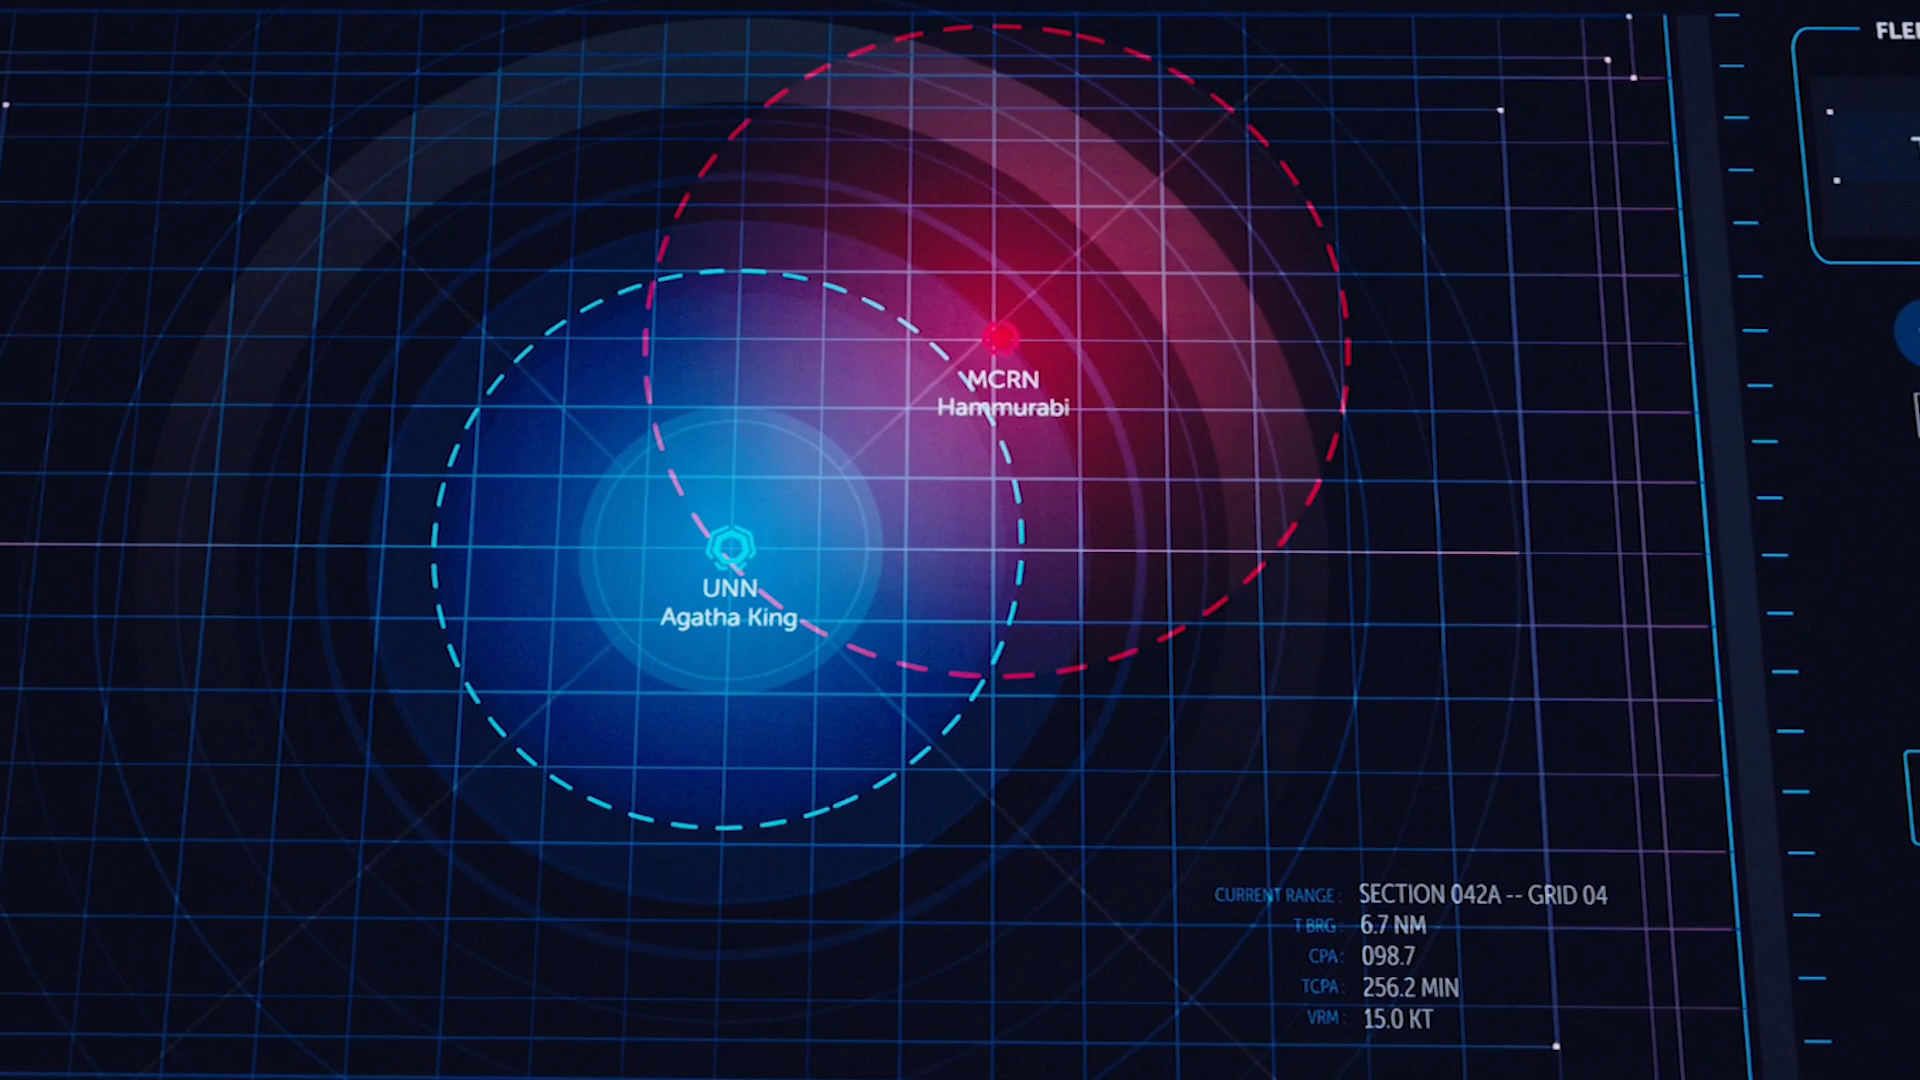 MCRN
Hammurabi
UNN
Agatha King
CURRENT RANGE: SECTION 042A -- GRID 04
T BRG: 6.7 NM
CPA: 098.7
TCPA: 256.2 MIN
VRM: 15.0 KT